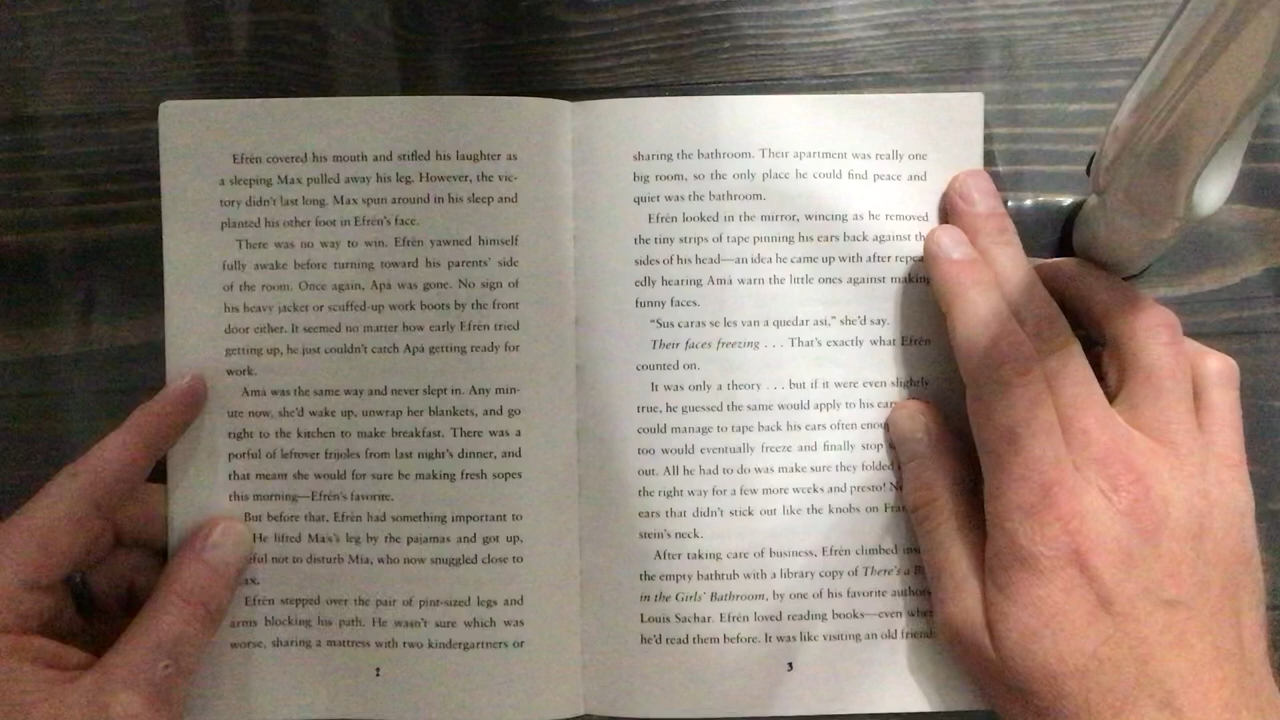 Efrén covered his mouth and stifled his laughter as
a sleeping Max pulled away his leg. However, the vic-
tory didn't last long. Max spun around in his sleep and
planted his other foot in Efrén's face.
There was no way to win. Efrén yawned himself
fully awake before turning toward his parents' side
of the room. Once again, Apá was gone. No sign of
his heavy jacket or scuffed-up work boots by the front
door either. It seemed no matter how early Efrén tried
getting up, he just couldn't catch Apá getting ready for
work.
Amá was the same way and never slept in. Any min-
ute now, she'd wake up, unwrap her blankets, and go
right to the kitchen to make breakfast. There was a
potful of leftover frijoles from last night's dinner, and
that meant she would for sure be making fresh sopes
this morning—Efrén's favorite.
But before that, Efrén had something important to
He lifted Max's leg by the pajamas and got up,
not to disturb Mia, who now snuggled close to
Efrén stepped over the pair of pint-sized legs and
arms blocking his path. He wasn't sure which was
worse, sharing a mattress with two kindergartners or
2
sharing the bathroom. Their apartment was really one
big room, so the only place he could find peace and
quiet was the bathroom.
Efrén looked in the mirror, wincing as he removed
the tiny strips of tape pinning his ears back against
sides of his head—an idea he came up with after
edly hearing Amá warn the little ones against making
funny faces.
"Sus caras se les van a quedar así," she'd say.
Their faces freezing . . . That's exactly what Efrén
counted on.
It was only a theory . . . but if it were even slightly
true, he guessed the same would apply to his
could manage to tape back his ears often
too would eventually freeze and finally stop
out. All he had to do was make sure they folded
the right way for a few more weeks and presto!
ears that didn't stick out like the knobs on
stein's neck.
After taking care of business, Efrén climbed
the empty bathtub with a library copy of There's a
in the Girls' Bathroom, by one of his favorite authors
Louis Sachar. Efrén loved reading books—even
he'd read them before. It was like visiting an old friend
3